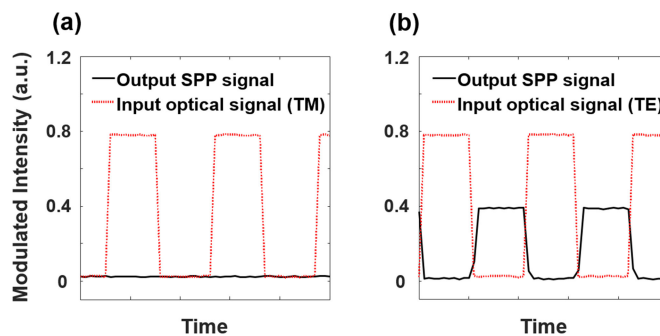 (a)
Modulated Intensity (a.u.)
1.2
0.8
0.4
0
Output SPP signal
Input optical signal (TM)
Time
(b)
1.2
0.8
0.4
0
Output SPP signal
Input optical signal (TE)
Time